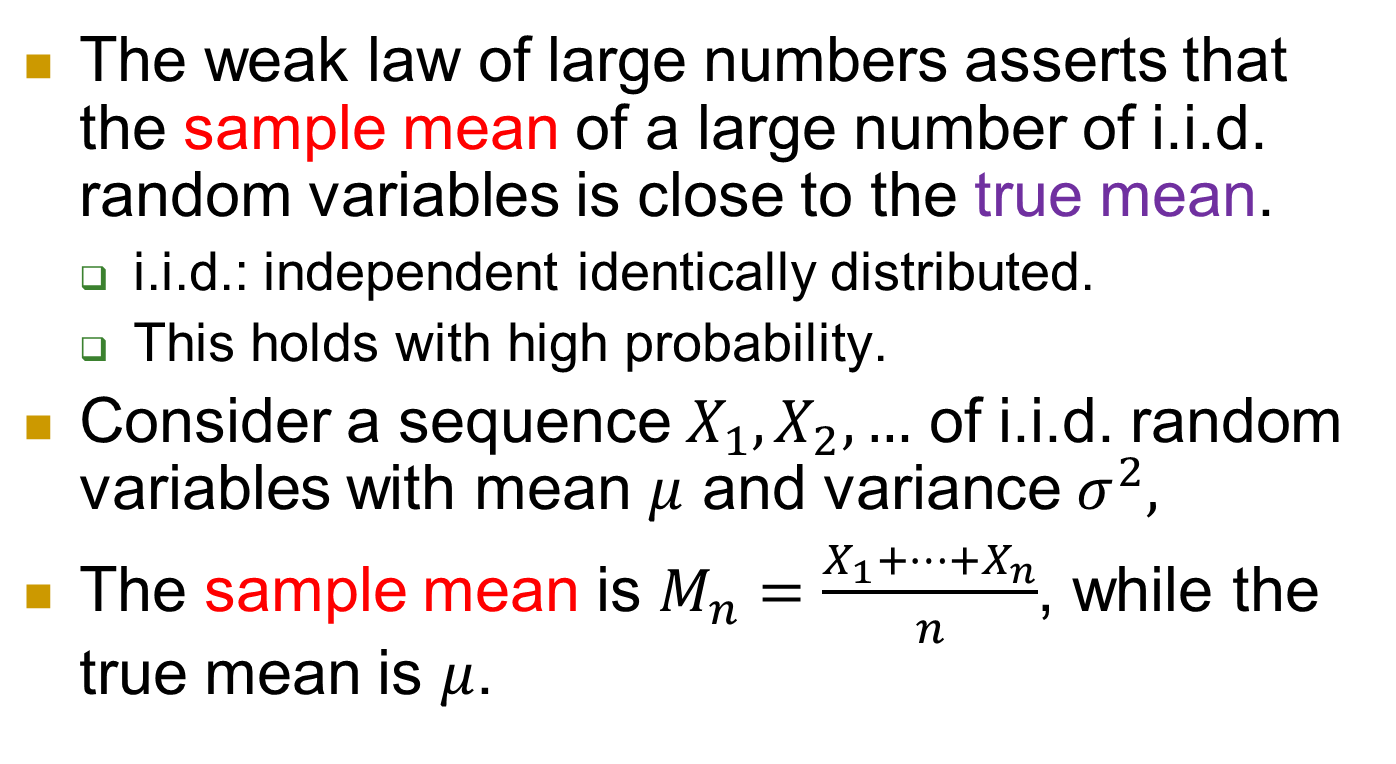 The weak law of large numbers asserts that
the sample mean of a large number of i.i.d.
random variables is close to the true mean.
i.i.d.: independent identically distributed.
This holds with high probability.
Consider a sequence X₁, X₂, … of i.i.d. random
variables with mean μ and variance σ²,
The sample mean is Mₙ = (X₁+⋯+Xₙ)/n, while the
true mean is μ.